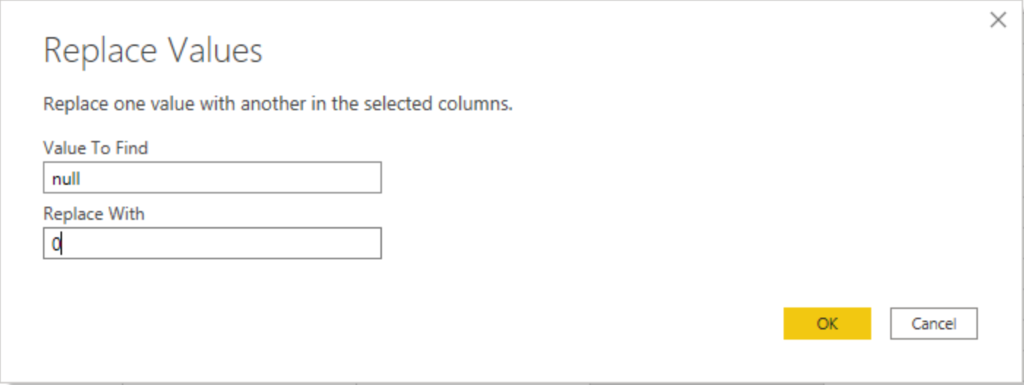 Replace Values
Replace one value with another in the selected columns.
Value To Find
null
Replace With
0
OK
Cancel